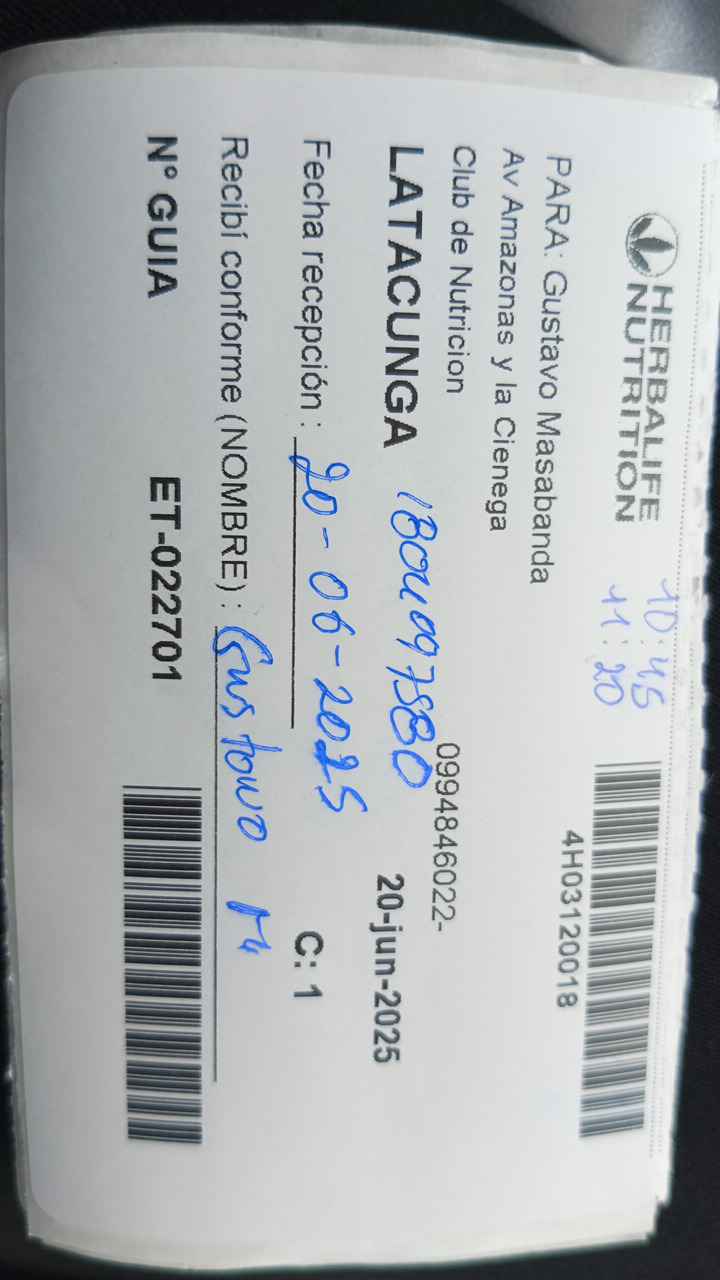 HERBALIFE
NUTRITION
10:45
11:20
4H03120018
PARA: Gustavo Masabanda
Av Amazonas y la Cienega
Club de Nutricion
0994846022-
LATACUNGA
20-jun-2025
Fecha recepción : 20-06-2025
C: 1
Recibí conforme (NOMBRE) : Gustavo M
N° GUIA
ET-022701